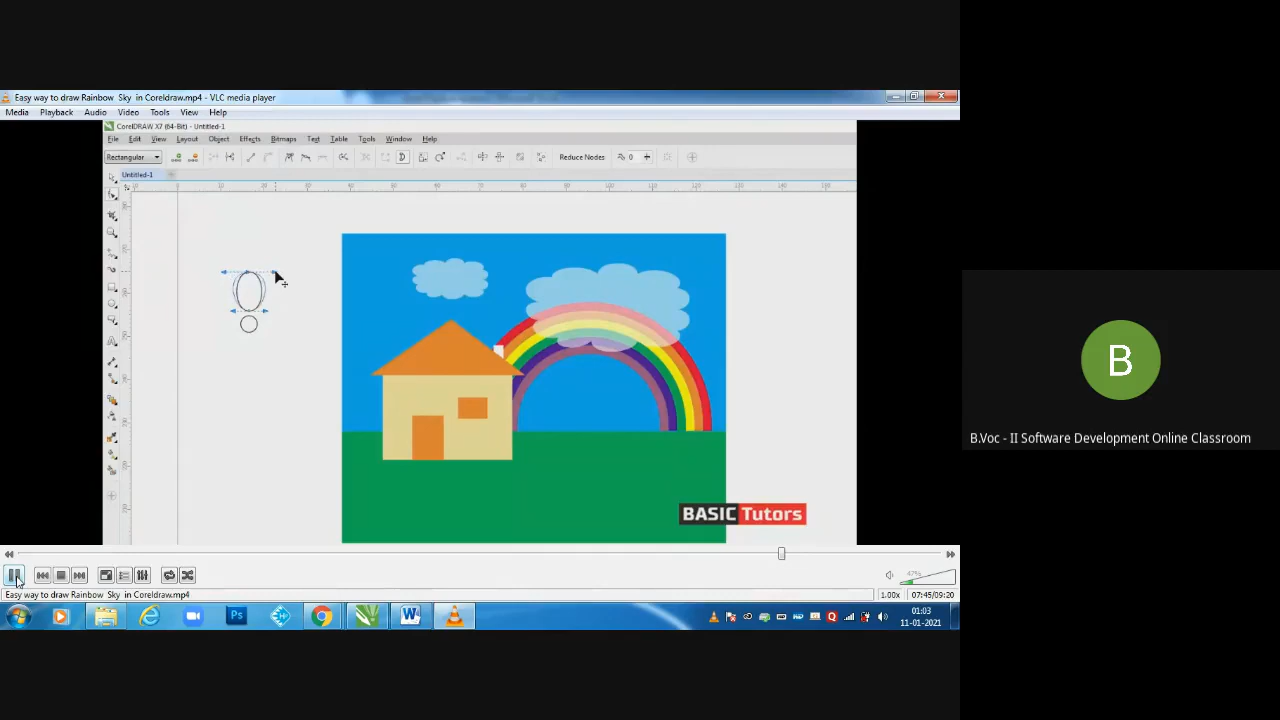 Easy way to draw Rainbow Sky in Coreldraw.mp4 - VLC media player
Media Playback Audio Video Tools View Help
CorelDRAW X7 (64-Bit) - Untitled-1
File Edit View Layout Object Effects Bitmaps Text Table Tools Window Help
Rectangular Reduce Nodes 0
Untitled-1
BASIC Tutors
B
B.Voc - II Software Development Online Classroom
47%
Easy way to draw Rainbow Sky in Coreldraw.mp4 1.00x 07:45/09:20
Ps W Q 01:03
11-01-2021